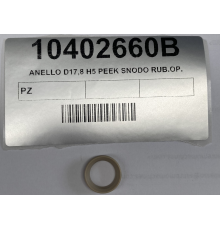 10402660B
ANELLO D17,8 H5 PEEK SNODO RUB.OP.
PZ